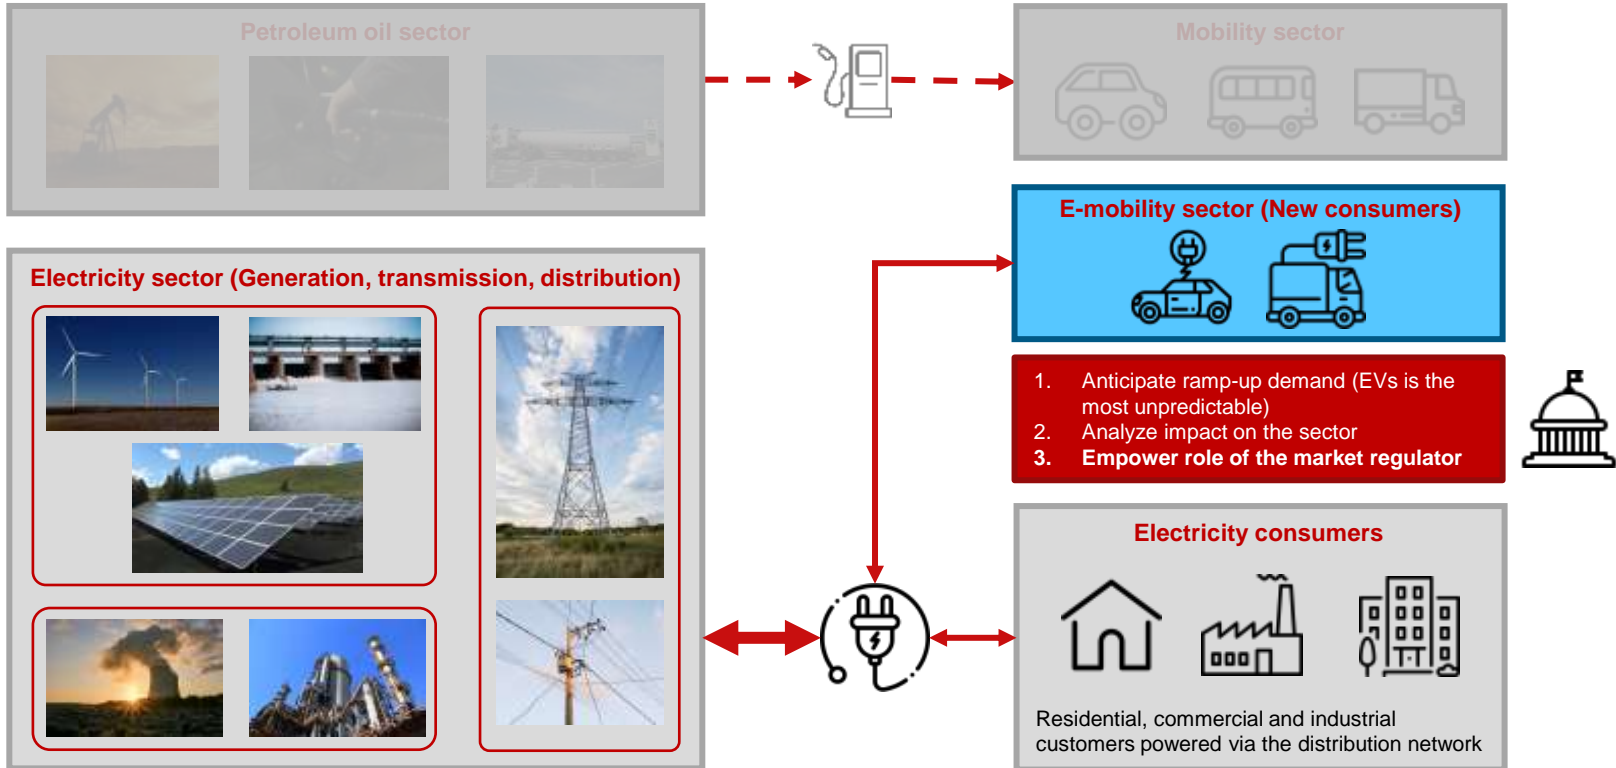 Petroleum oil sector
Mobility sector
E-mobility sector (New consumers)
Electricity sector (Generation, transmission, distribution)
1. Anticipate ramp-up demand (EVs is the
most unpredictable)
2. Analyze impact on the sector
3. Empower role of the market regulator
Electricity consumers
Residential, commercial and industrial
customers powered via the distribution network